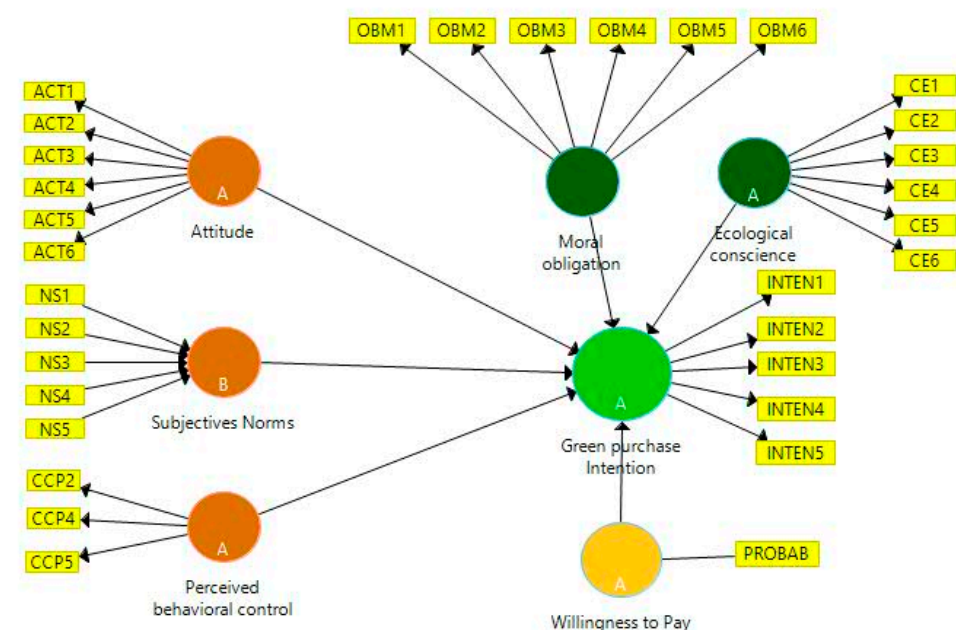 OBM1 OBM2 OBM3 OBM4 OBM5 OBM6
ACT1
ACT2
ACT3
ACT4
ACT5
ACT6
A
Attitude
Moral
obligation
A
Ecological
conscience
CE1
CE2
CE3
CE4
CE5
CE6
NS1
NS2
NS3
NS4
NS5
B
Subjectives Norms
A
Green purchase
Intention
INTEN1
INTEN2
INTEN3
INTEN4
INTEN5
CCP2
CCP4
CCP5
A
Perceived
behavioral control
A
Willingness to Pay
PROBAB